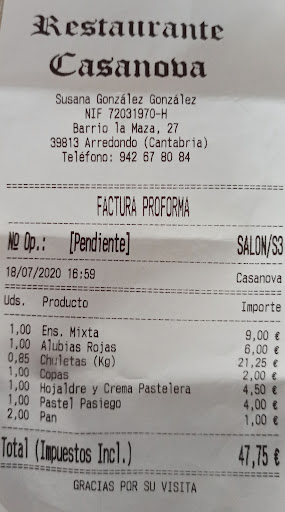 Restaurante
Casanova
Susana González González
NIF 72031970-H
Barrio la Maza, 27
39813 Arredondo (Cantabria)
Teléfono: 942 67 80 84
FACTURA PROFORMA
Nº Op.: [Pendiente] SALON/S3
18/07/2020 16:59 Casanova
Uds. Producto Importe
1,00 Ens. Mixta 9,00 €
1,00 Alubias Rojas 6,00 €
0,85 Chuletas (Kg) 21,25 €
1,00 Copas 2,00 €
1,00 Hojaldre y Crema Pastelera 4,50 €
1,00 Pastel Pasiego 4,00 €
2,00 Pan 1,00 €
Total (Impuestos Incl.) 47,75 €
GRACIAS POR SU VISITA